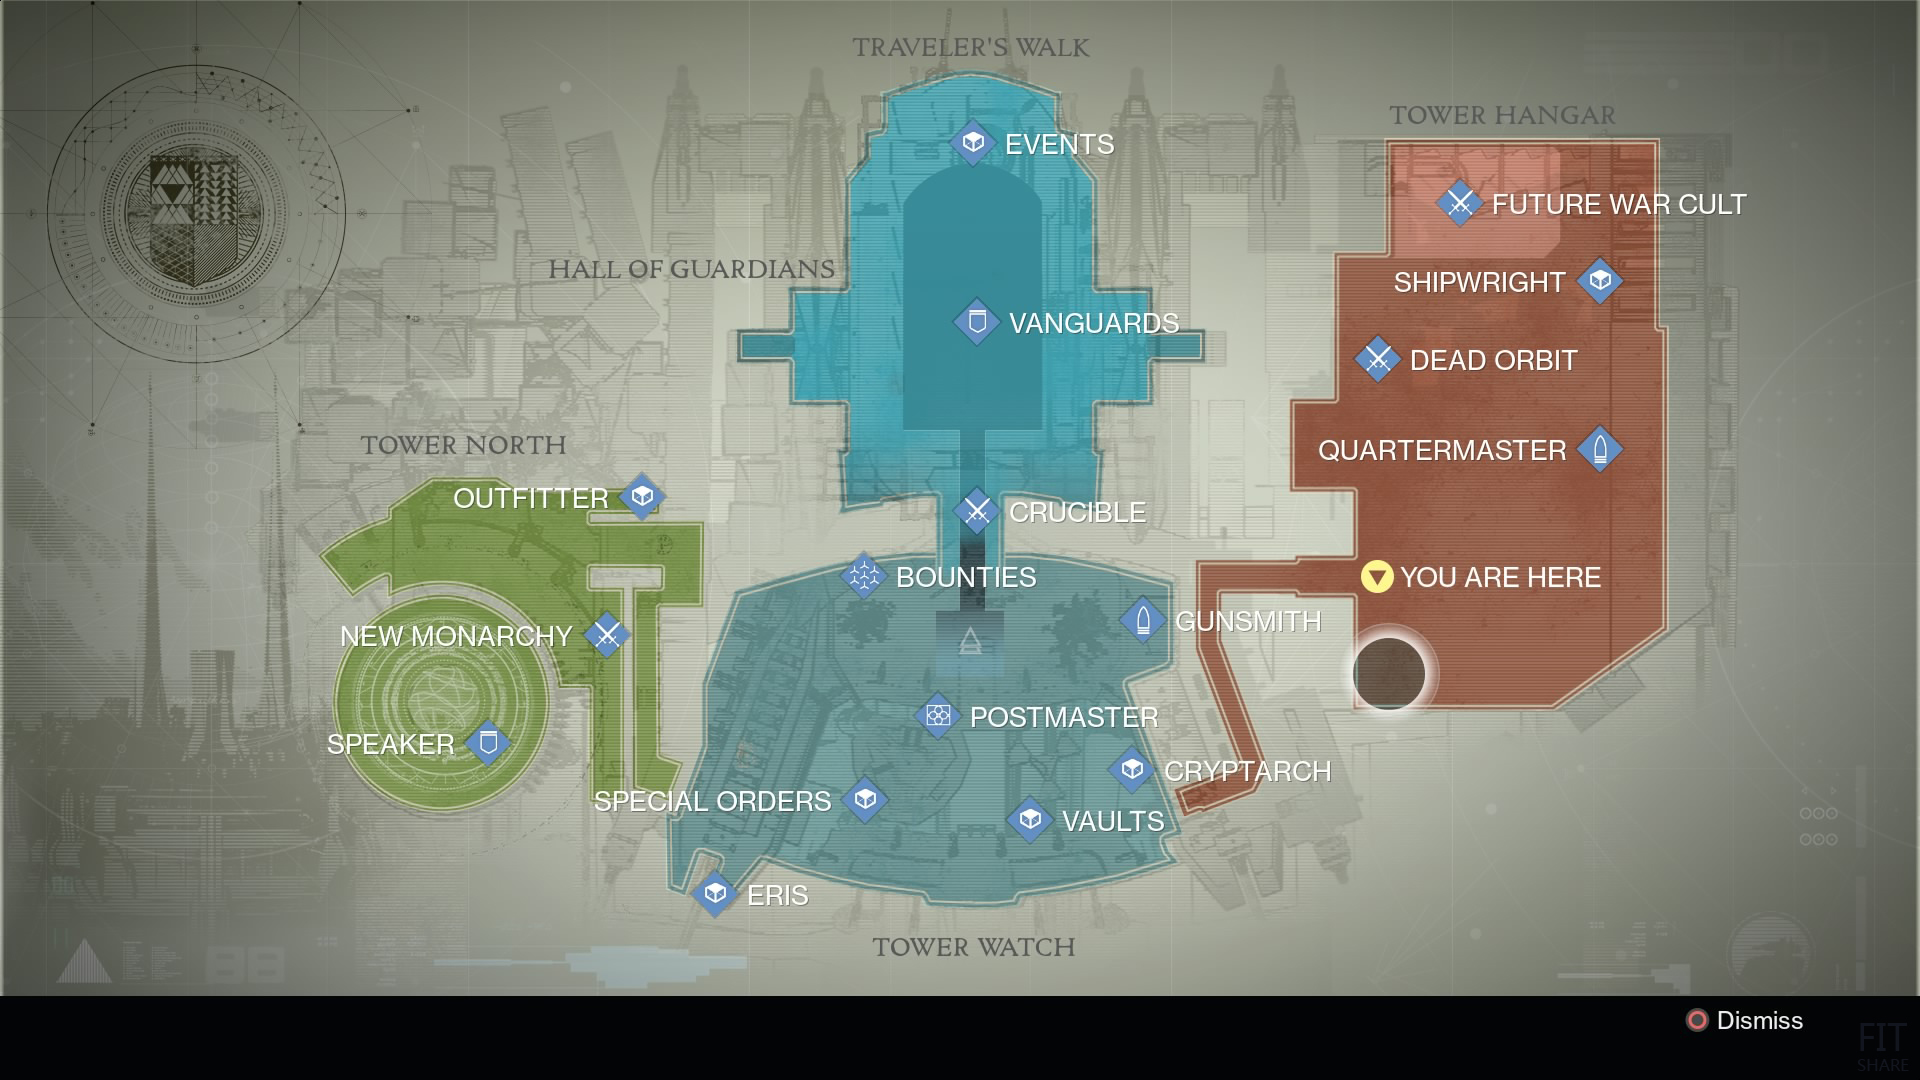 TRAVELER'S WALK
TOWER HANGAR
EVENTS
FUTURE WAR CULT
HALL OF GUARDIANS
SHIPWRIGHT
VANGUARDS
DEAD ORBIT
TOWER NORTH
QUARTERMASTER
OUTFITTER
CRUCIBLE
BOUNTIES
YOU ARE HERE
GUNSMITH
NEW MONARCHY
POSTMASTER
SPEAKER
CRYPTARCH
SPECIAL ORDERS
VAULTS
ERIS
TOWER WATCH
Dismiss
FIT
SHARE